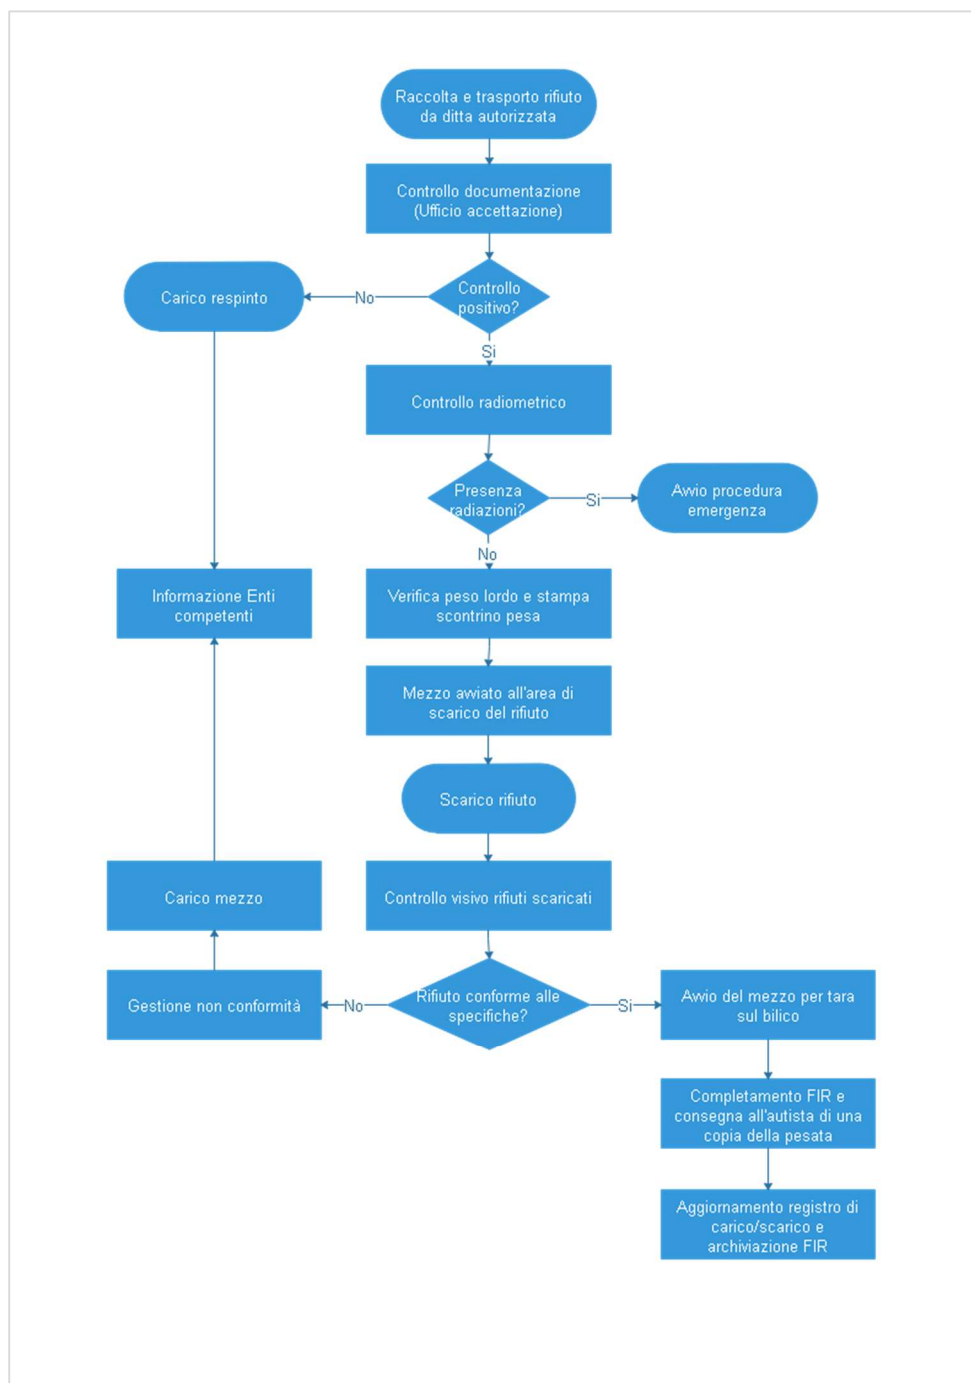 Raccolta e trasporto rifiuto
da ditta autorizzata
Controllo documentazione
(Ufficio accettazione)
Controllo
positivo?
No
Carico respinto
Si
Controllo radiometrico
Presenza
radiazioni?
Si
Avvio procedura
emergenza
No
Informazione Enti
competenti
Verifica peso lordo e stampa
scontrino pesa
Mezzo avviato all'area di
scarico del rifiuto
Scarico rifiuto
Carico mezzo
Controllo visivo rifiuti scaricati
Gestione non conformità
No
Rifiuto conforme alle
specifiche?
Si
Avvio del mezzo per tara
sul bilico
Completamento FIR e
consegna all'autista di una
copia della pesata
Aggiornamento registro di
carico/scarico e
archiviazione FIR